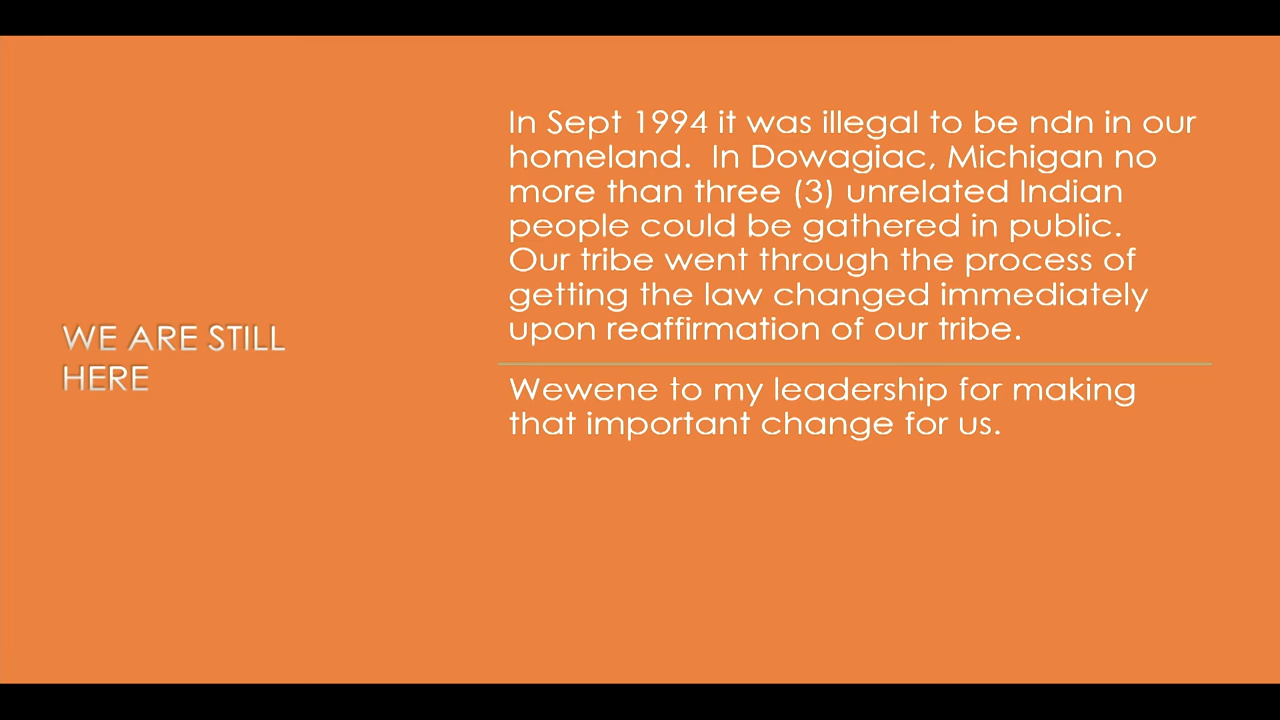 WE ARE STILL
HERE
In Sept 1994 it was illegal to be ndn in our
homeland.  In Dowagiac, Michigan no
more than three (3) unrelated Indian
people could be gathered in public.
Our tribe went through the process of
getting the law changed immediately
upon reaffirmation of our tribe.
Wewene to my leadership for making
that important change for us.